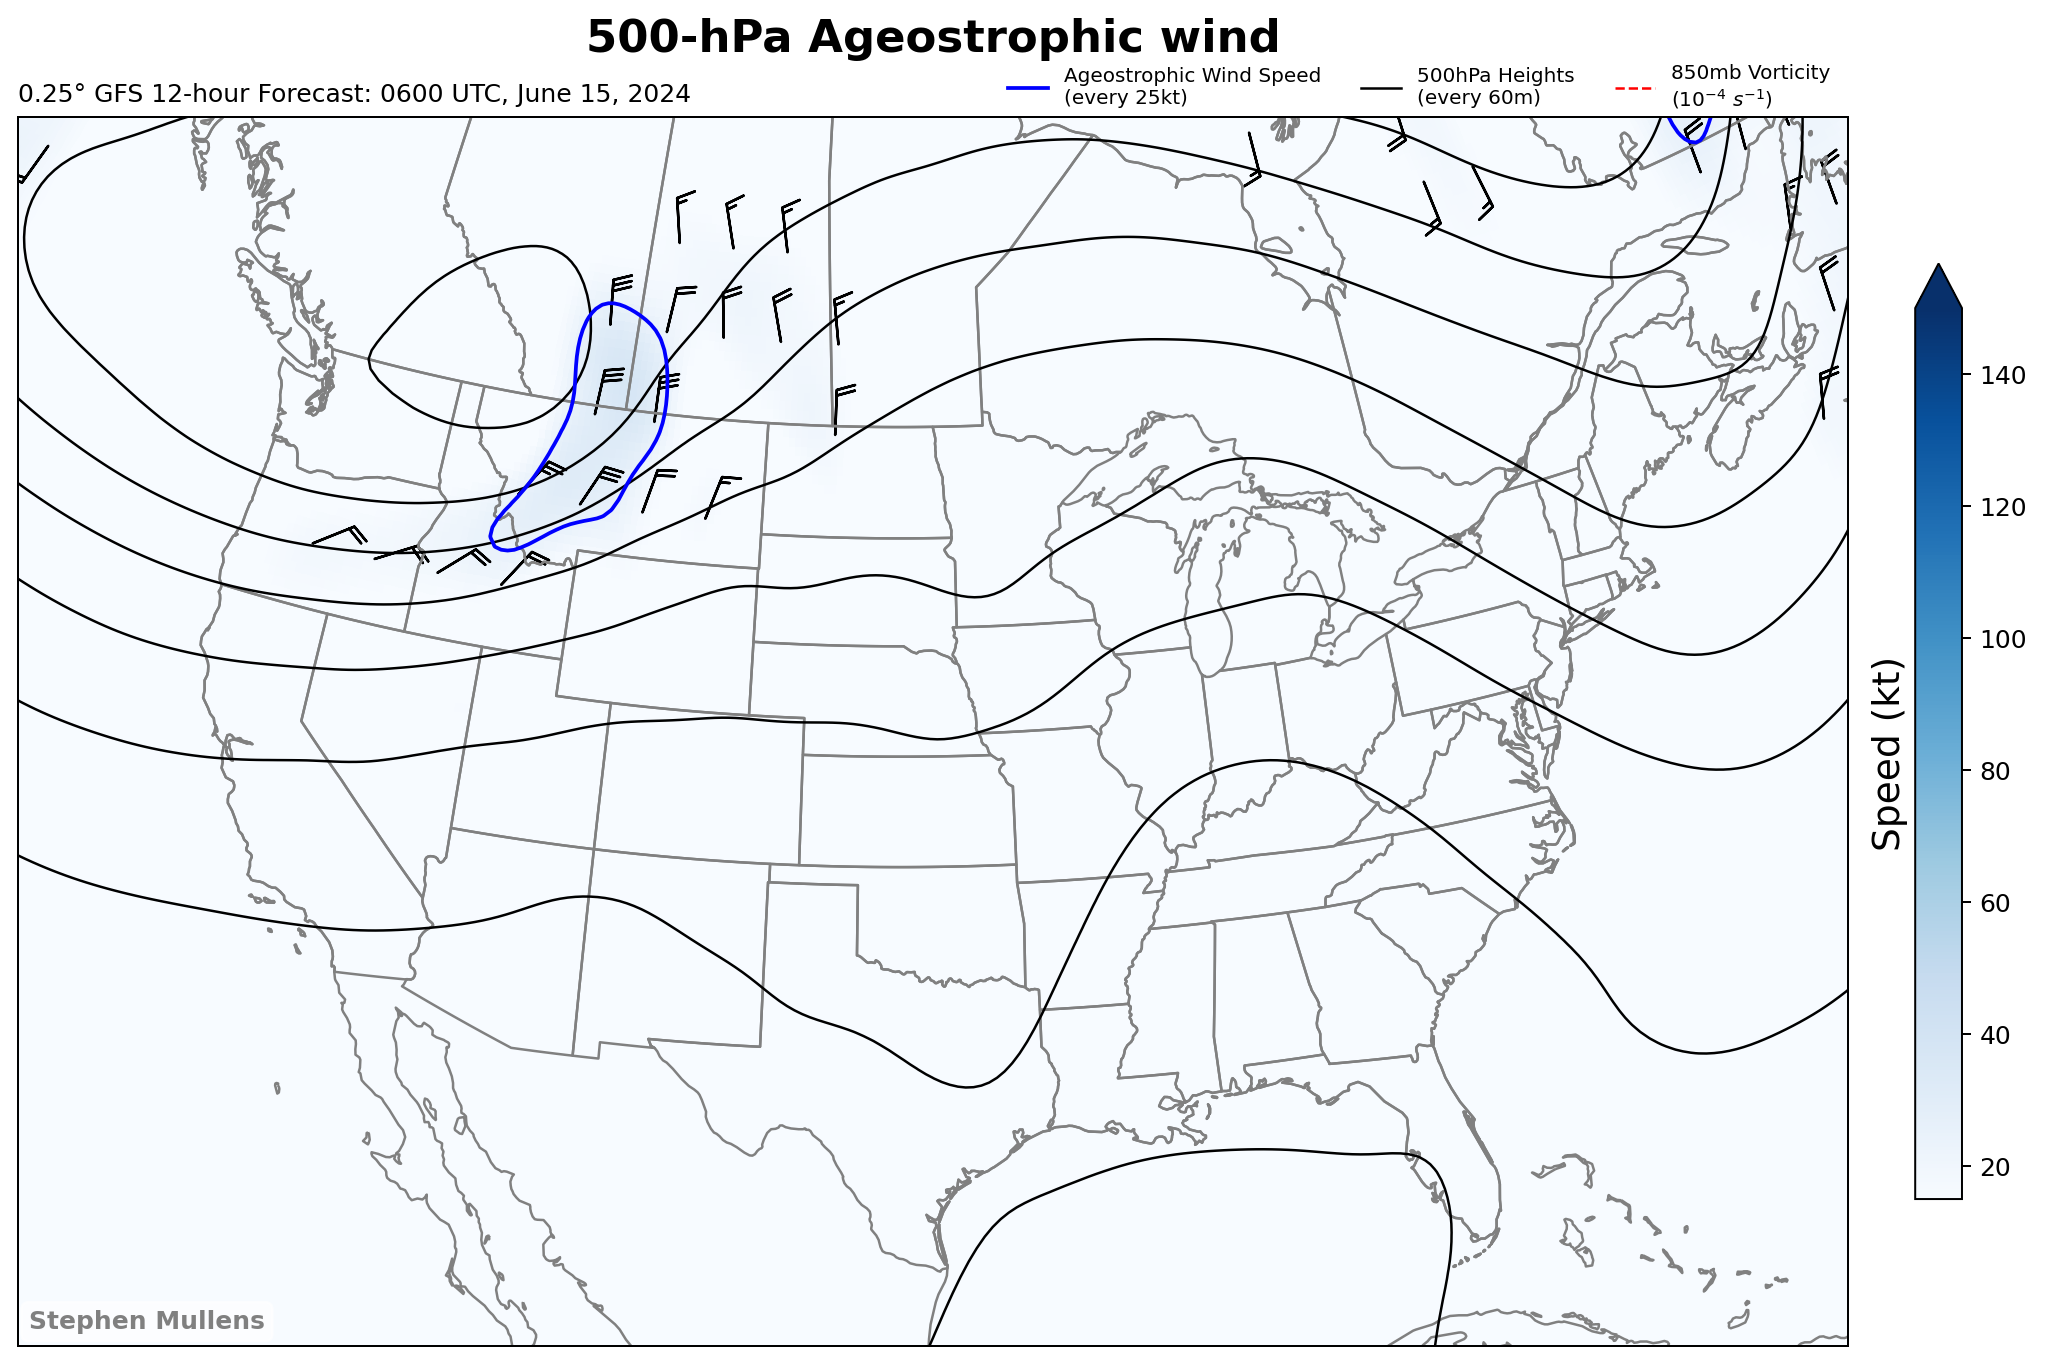 500-hPa Ageostrophic wind
0.25° GFS 12-hour Forecast: 0600 UTC, June 15, 2024
Ageostrophic Wind Speed
(every 25kt)
500hPa Heights
(every 60m)
850mb Vorticity
(10⁻⁴ s⁻¹)
140
120
100
80
60
40
20
Speed (kt)
Stephen Mullens